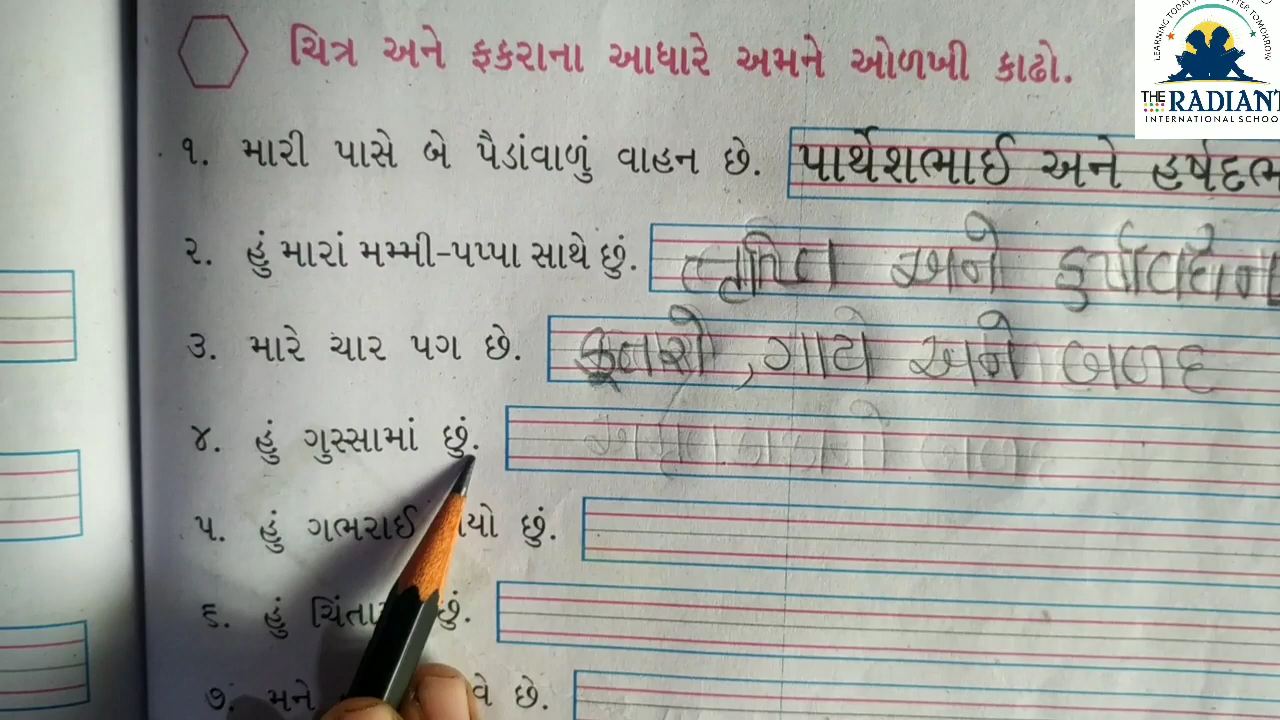 ચિત્ર અને ફકરાના આધારે અમને ઓળખી કાઢો.
THE RADIANT
INTERNATIONAL SCHOO
૧. મારી પાસે બે પૈડાંવાળું વાહન છે. પાર્થેશભાઈ અને હર્ષદભ
૨. હું મારાં મમ્મી-પપ્પા સાથે છું. અને
૩. મારે ચાર પગ છે. કૂતરો, ગાયો અને બળદ
૪. હું ગુસ્સામાં છું.
૫. હું ગભરાઈ યો છું.
૬. હું છું.
૭. મને વે છે.